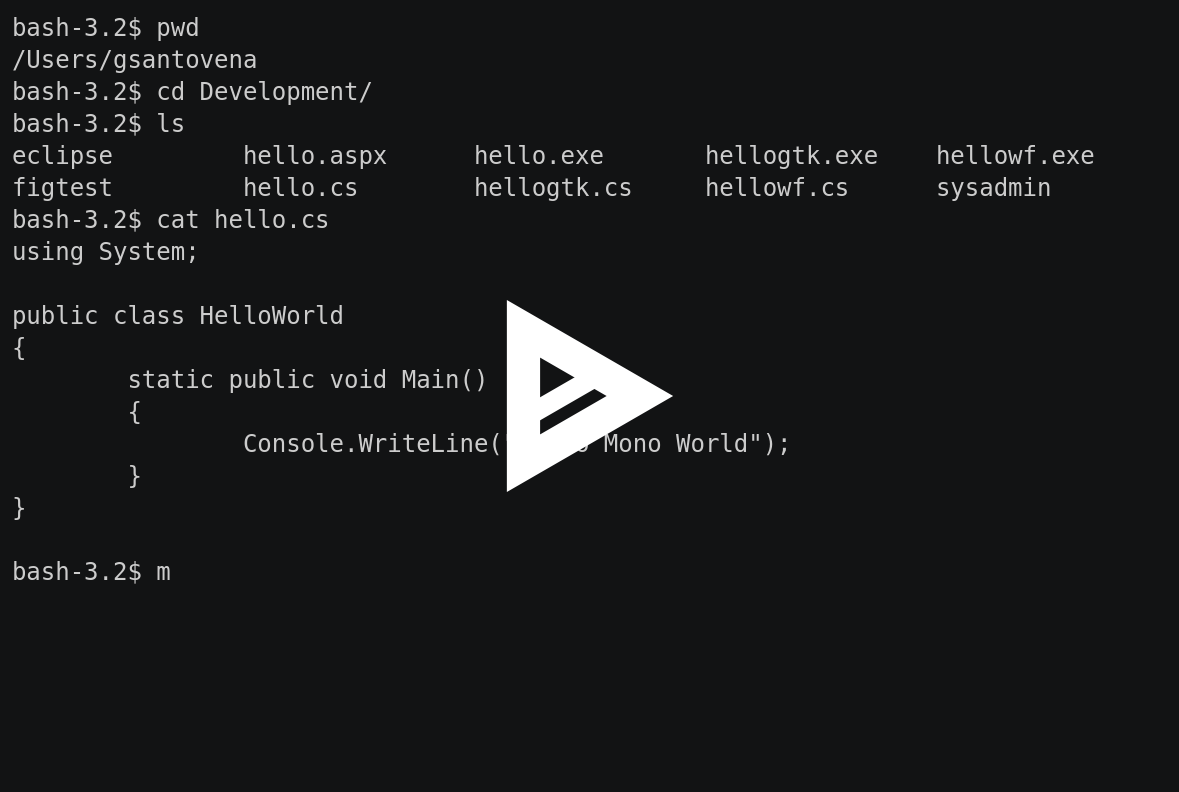 bash-3.2$ pwd
/Users/gsantovena
bash-3.2$ cd Development/
bash-3.2$ ls
eclipse hello.aspx hello.exe hellogtk.exe hellowf.exe
figtest hello.cs hellogtk.cs hellowf.cs sysadmin
bash-3.2$ cat hello.cs
using System;
public class HelloWorld
{
static public void Main()
{
Console.WriteLine( Mono World");
}
}
bash-3.2$ m